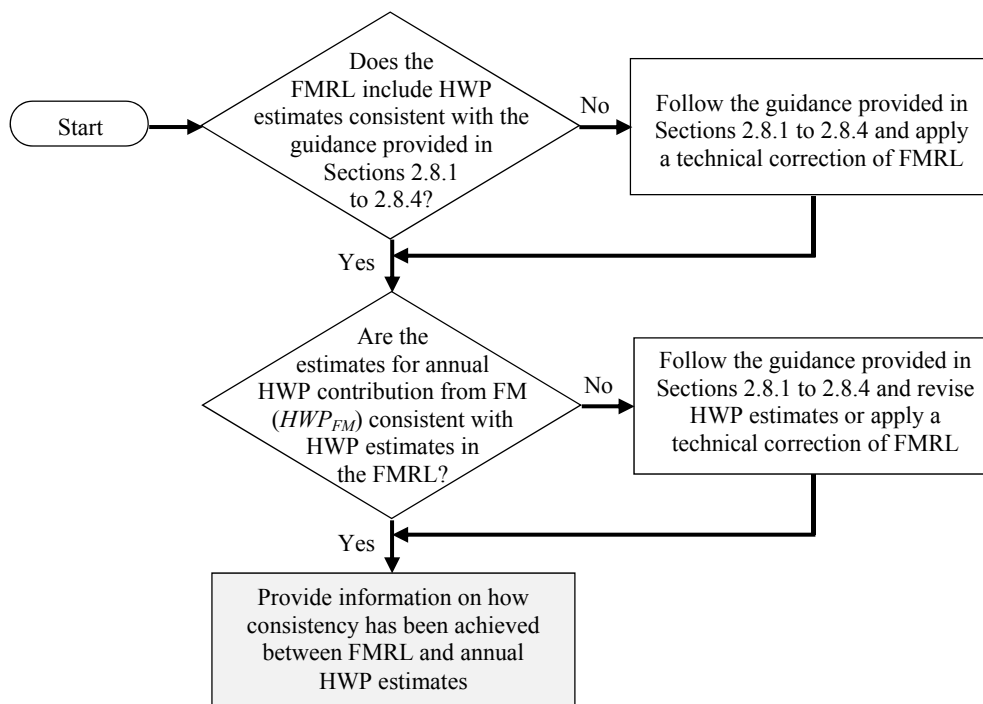 Start
Does the
FMRL include HWP
estimates consistent with the
guidance provided in
Sections 2.8.1
to 2.8.4?
No
Follow the guidance provided in
Sections 2.8.1 to 2.8.4 and apply
a technical correction of FMRL
Yes
Are the
estimates for annual
HWP contribution from FM
(HWP_FM) consistent with
HWP estimates in
the FMRL?
No
Follow the guidance provided in
Sections 2.8.1 to 2.8.4 and revise
HWP estimates or apply a
technical correction of FMRL
Yes
Provide information on how
consistency has been achieved
between FMRL and annual
HWP estimates